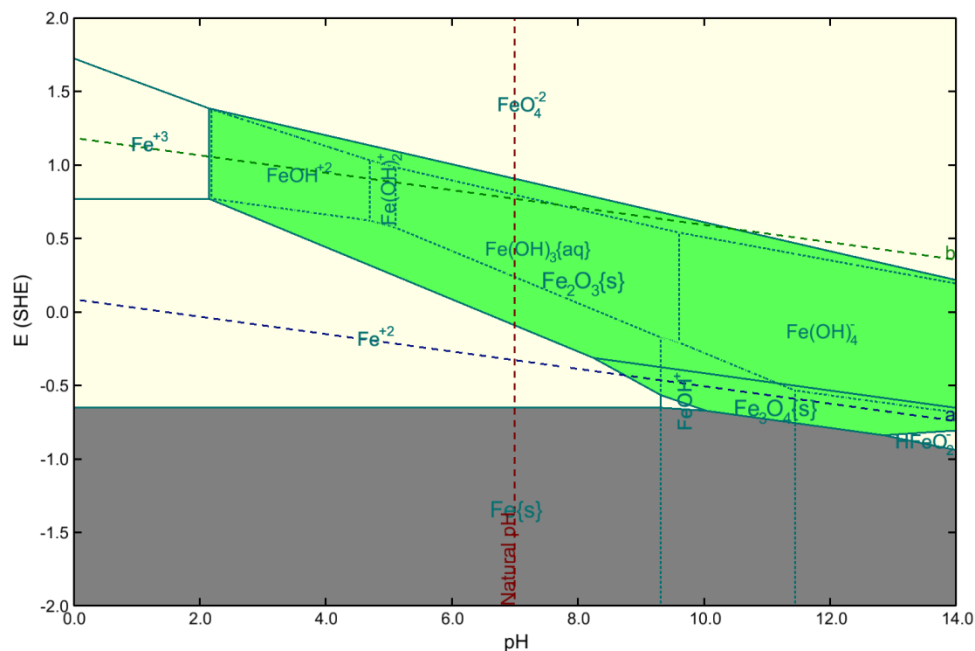 2.0
1.5
1.0
0.5
0.0
-0.5
-1.0
-1.5
-2.0
E (SHE)
FeO₄⁻²
Fe⁺³
FeOH⁺²
Fe(OH)₂⁺
Fe(OH)₃{aq}
b
Fe₂O₃{s}
Fe(OH)₄⁻
Fe⁺²
FeOH⁺
Fe₃O₄{s}
a
HFeO₂⁻
Fe{s}
Natural pH
0.0 2.0 4.0 6.0 8.0 10.0 12.0 14.0
pH